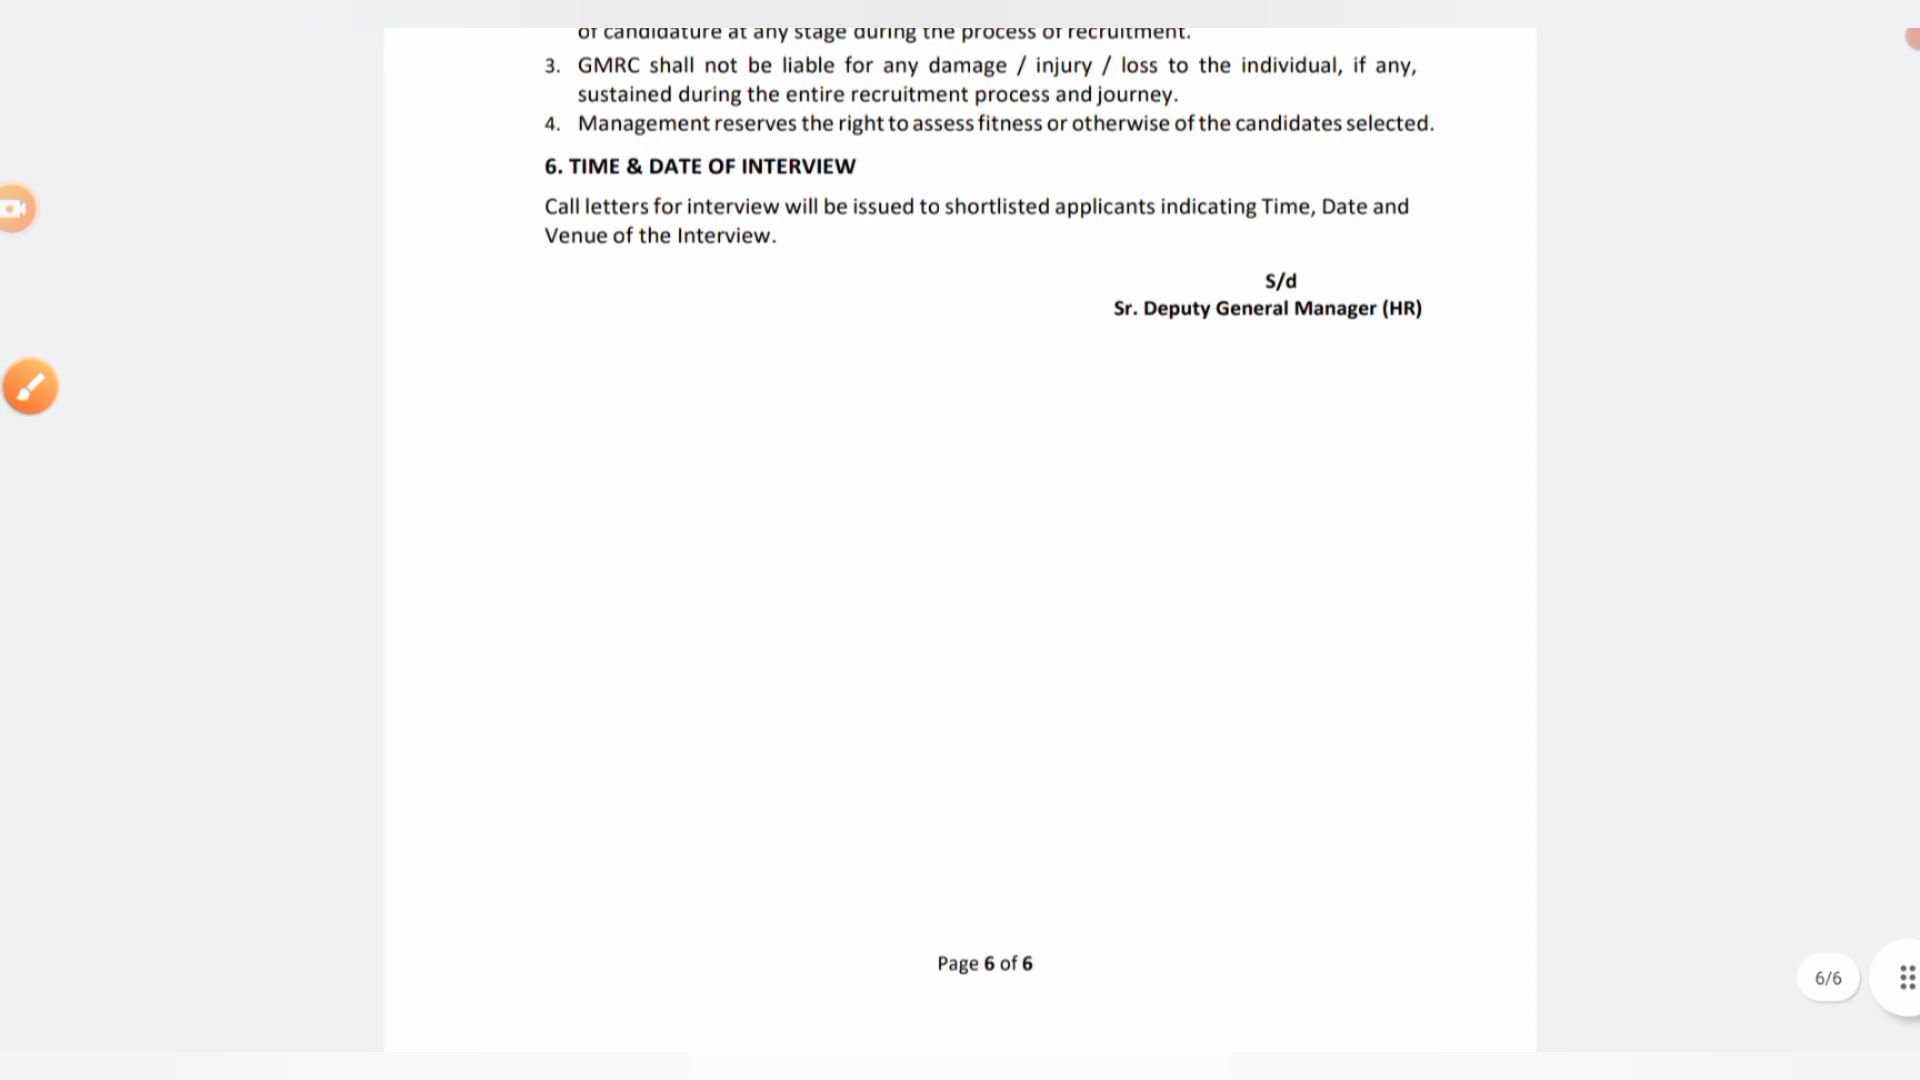 of candidature at any stage during the process of recruitment.
3. GMRC shall not be liable for any damage / injury / loss to the individual, if any,
sustained during the entire recruitment process and journey.
4. Management reserves the right to assess fitness or otherwise of the candidates selected.
6. TIME & DATE OF INTERVIEW
Call letters for interview will be issued to shortlisted applicants indicating Time, Date and
Venue of the Interview.
S/d
Sr. Deputy General Manager (HR)
Page 6 of 6
6/6